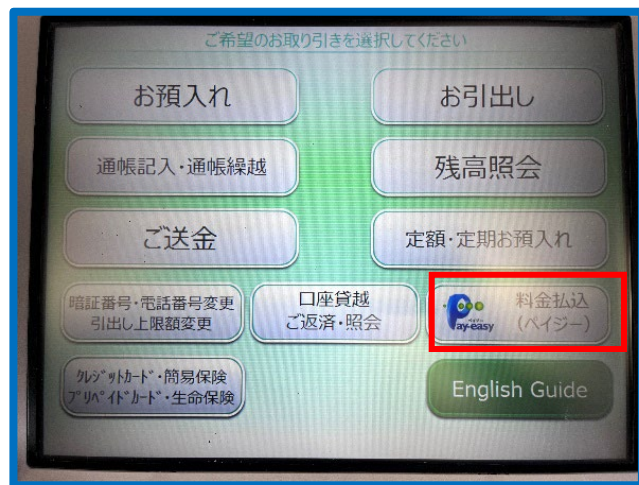 ご希望のお取り引きを選択してください
お預入れ
お引出し
通帳記入・通帳繰越
残高照会
ご送金
定額・定期お預入れ
暗証番号・電話番号変更
引出し上限額変更
口座貸越
ご返済・照会
ペイジー
Pay-easy
料金払込
(ペイジー)
クレジットカード・簡易保険
プリペイドカード・生命保険
English Guide